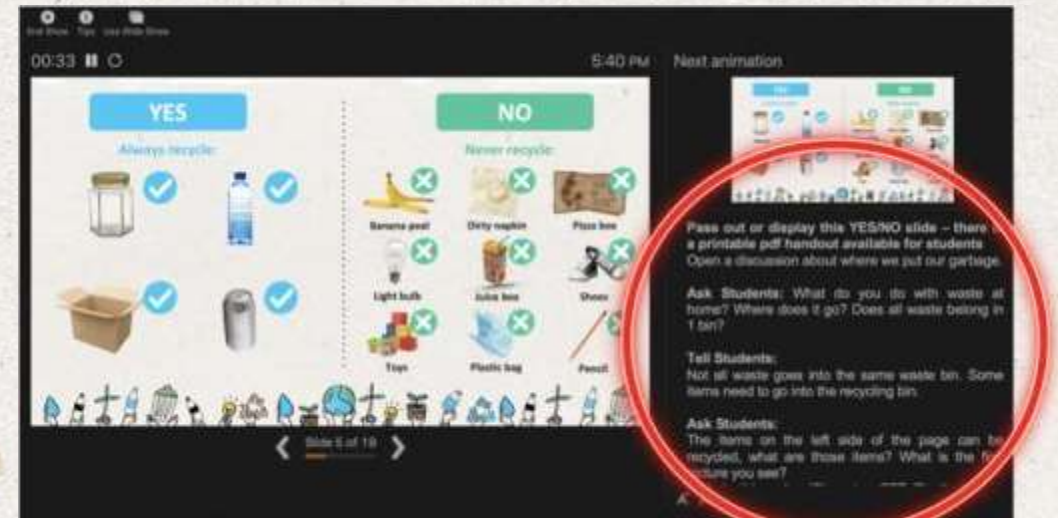 End Show Tips Use Slide Show
00:33
5:40 PM
Next animation
YES
NO
Always recycle:
Never recycle:
Banana peel
Dirty napkin
Pizza box
Light bulb
Juice box
Shoes
Toys
Plastic bag
Pencil
Slide 5 of 19
Pass out or display this YES/NO slide – there is
a printable pdf handout available for students
Open a discussion about where we put our garbage.
Ask Students: What do you do with waste at
home? Where does it go? Does all waste belong in
1 bin?
Tell Students:
Not all waste goes into the same waste bin. Some
items need to go into the recycling bin.
Ask Students:
The items on the left side of the page can be
recycled, what are those items? What is the
picture you see?